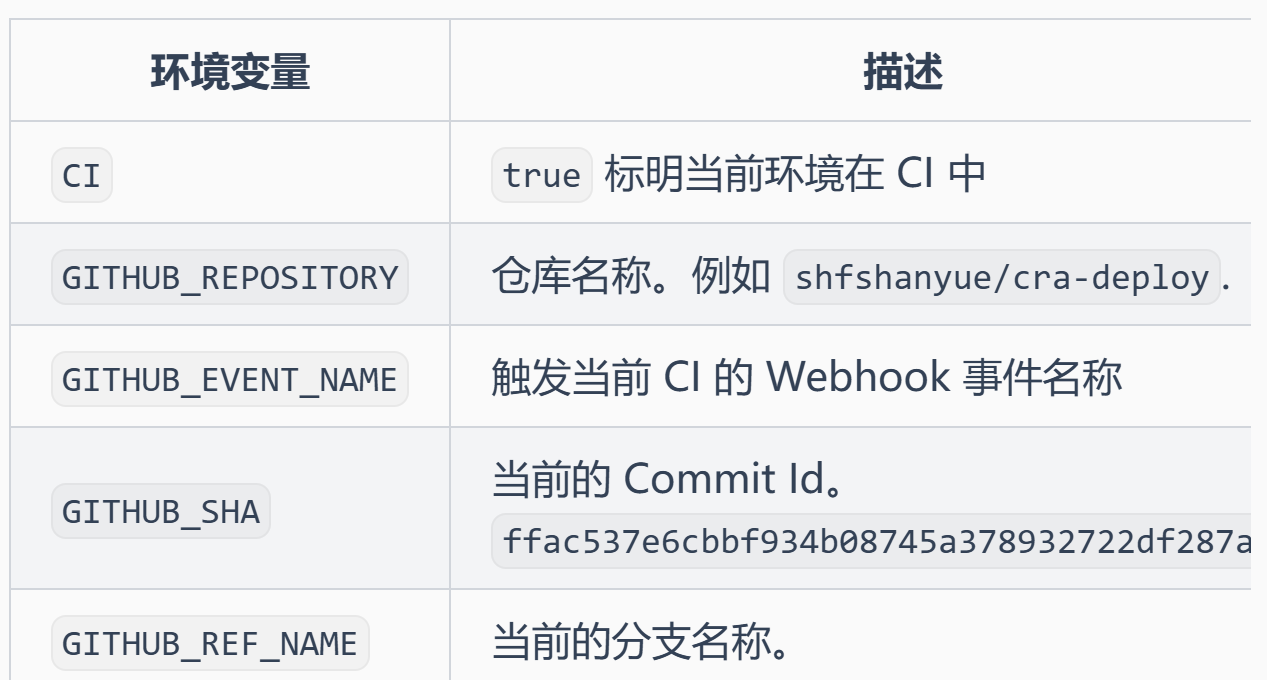 环境变量 描述
CI true 标明当前环境在 CI 中
GITHUB_REPOSITORY 仓库名称。例如 shfshanyue/cra-deploy.
GITHUB_EVENT_NAME 触发当前 CI 的 Webhook 事件名称
当前的 Commit Id。
GITHUB_SHA
ffac537e6cbbf934b08745a378932722df287a
GITHUB_REF_NAME 当前的分支名称。